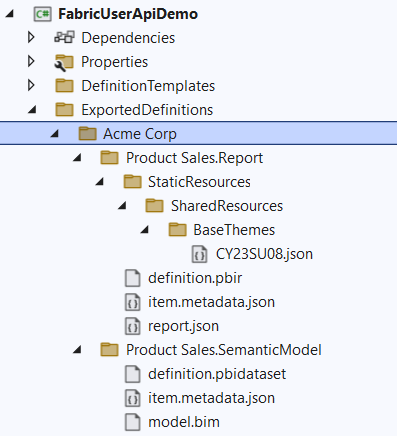 FabricUserApiDemo
Dependencies
Properties
DefinitionTemplates
ExportedDefinitions
Acme Corp
Product Sales.Report
StaticResources
SharedResources
BaseThemes
CY23SU08.json
definition.pbir
item.metadata.json
report.json
Product Sales.SemanticModel
definition.pbidataset
item.metadata.json
model.bim